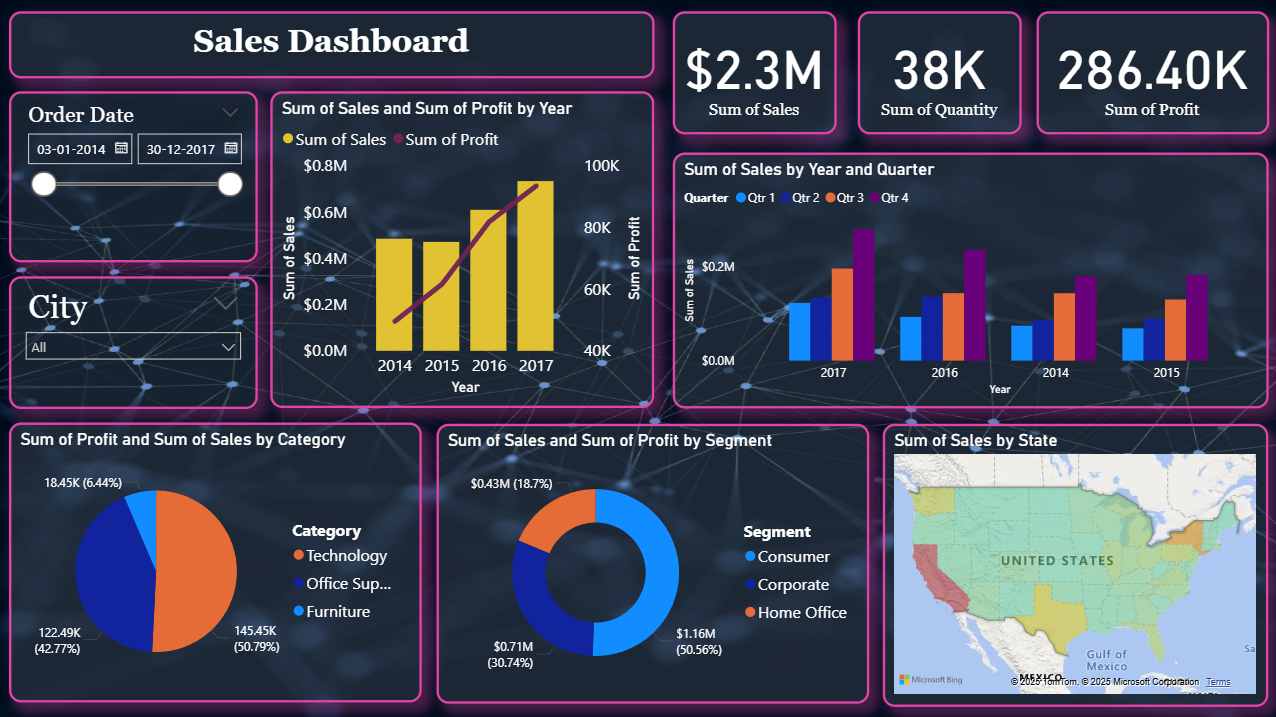 Sales Dashboard
$2.3M
Sum of Sales
38K
Sum of Quantity
286.40K
Sum of Profit
Order Date
03-01-2014
30-12-2017
City
All
Sum of Sales and Sum of Profit by Year
Sum of Sales Sum of Profit
Sum of Sales
$0.8M
$0.6M
$0.4M
$0.2M
$0.0M
100K
80K
60K
40K
Sum of Profit
2014 2015 2016 2017
Year
Sum of Sales by Year and Quarter
Quarter Qtr 1 Qtr 2 Qtr 3 Qtr 4
Sum of Sales
$0.2M
$0.0M
2017 2016 2014 2015
Year
Sum of Profit and Sum of Sales by Category
18.45K (6.44%)
122.49K
(42.77%)
145.45K
(50.79%)
Category
Technology
Office Sup...
Furniture
Sum of Sales and Sum of Profit by Segment
$0.43M (18.7%)
$0.71M
(30.74%)
$1.16M
(50.56%)
Segment
Consumer
Corporate
Home Office
Sum of Sales by State
UNITED STATES
Gulf of
Mexico
Sa
MEXICO
Microsoft Bing
© 2025 TomTom, © 2025 Microsoft Corporation Terms